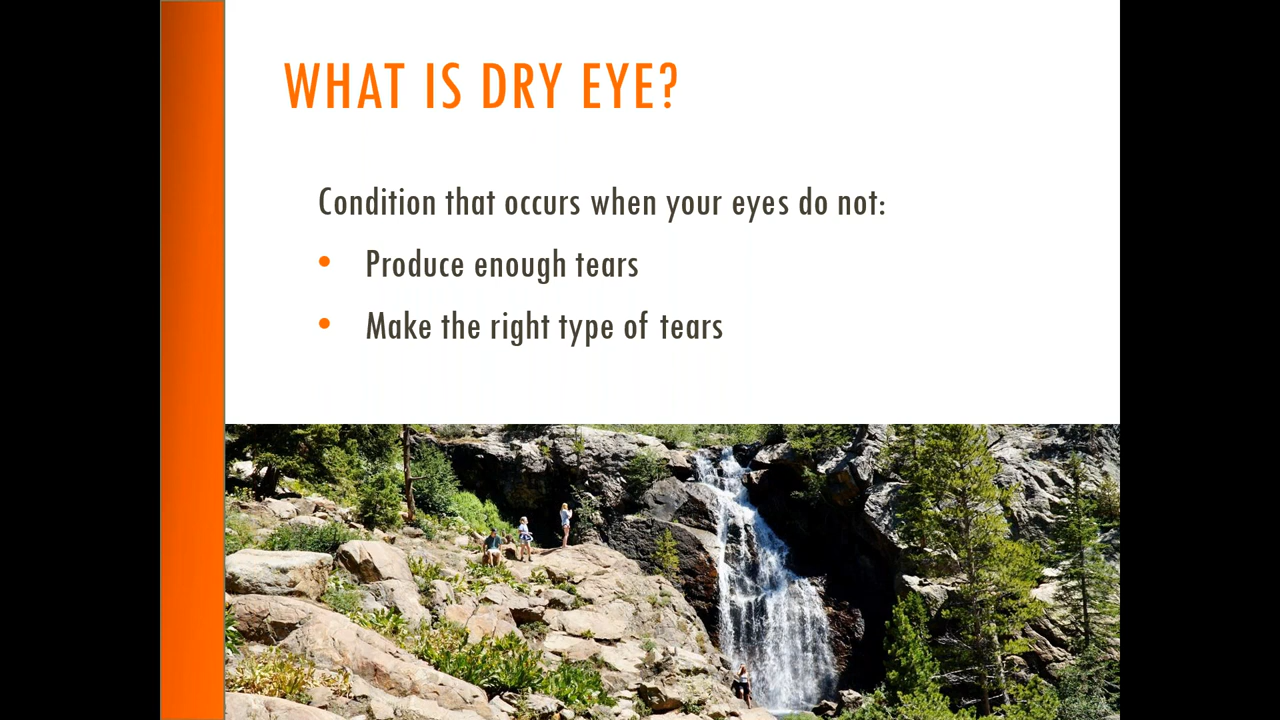 WHAT IS DRY EYE?
Condition that occurs when your eyes do not:
• Produce enough tears
• Make the right type of tears